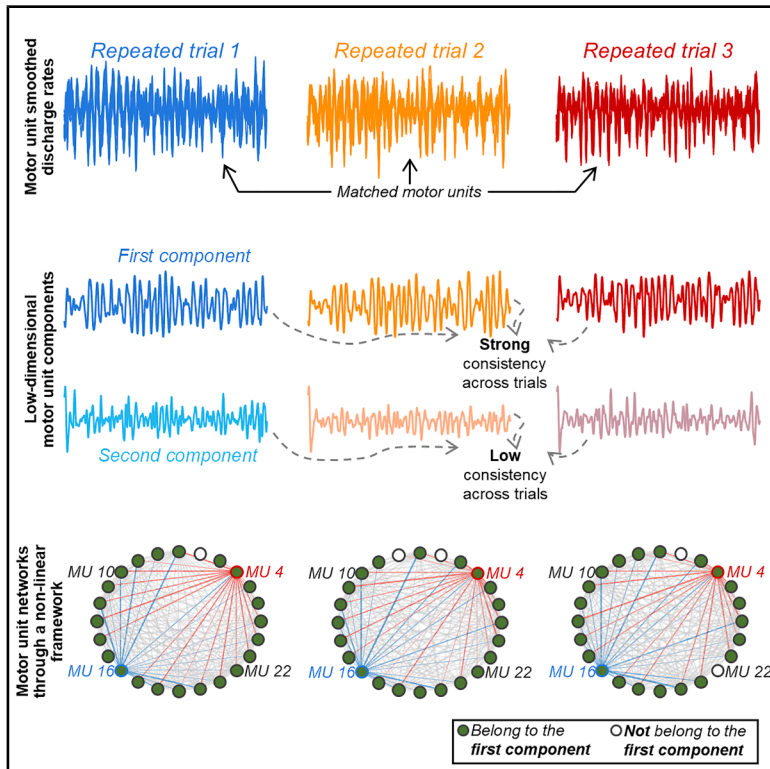 Repeated trial 1
Repeated trial 2
Repeated trial 3
Motor unit smoothed
discharge rates
Matched motor units
First component
Strong
consistency
across trials
Low-dimensional
motor unit components
Second component
Low
consistency
across trials
Motor unit networks
through a non-linear
framework
MU 10
MU 4
MU 16
MU 22
MU 10
MU 4
MU 16
MU 22
MU 10
MU 4
MU 16
MU 22
Belong to the
first component
Not belong to the
first component